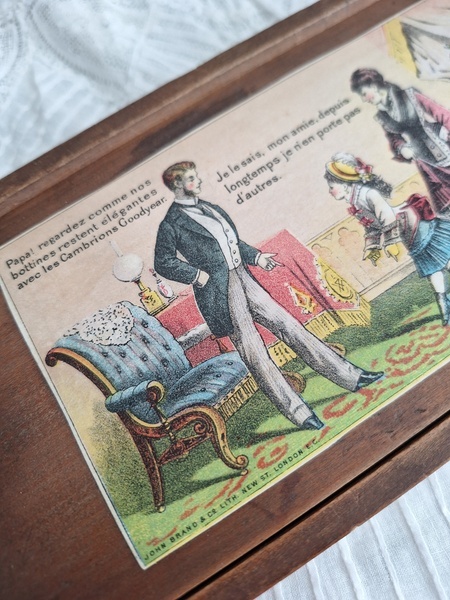 Papa! regardez comme nos
bottines restent élégantes
avec les Cambrions Goodyear.
Je le sais, mon amie, depuis
longtemps je n'en porte pas
d'autres.
JOHN BRAND & Co. LITH. NEW ST. LONDON